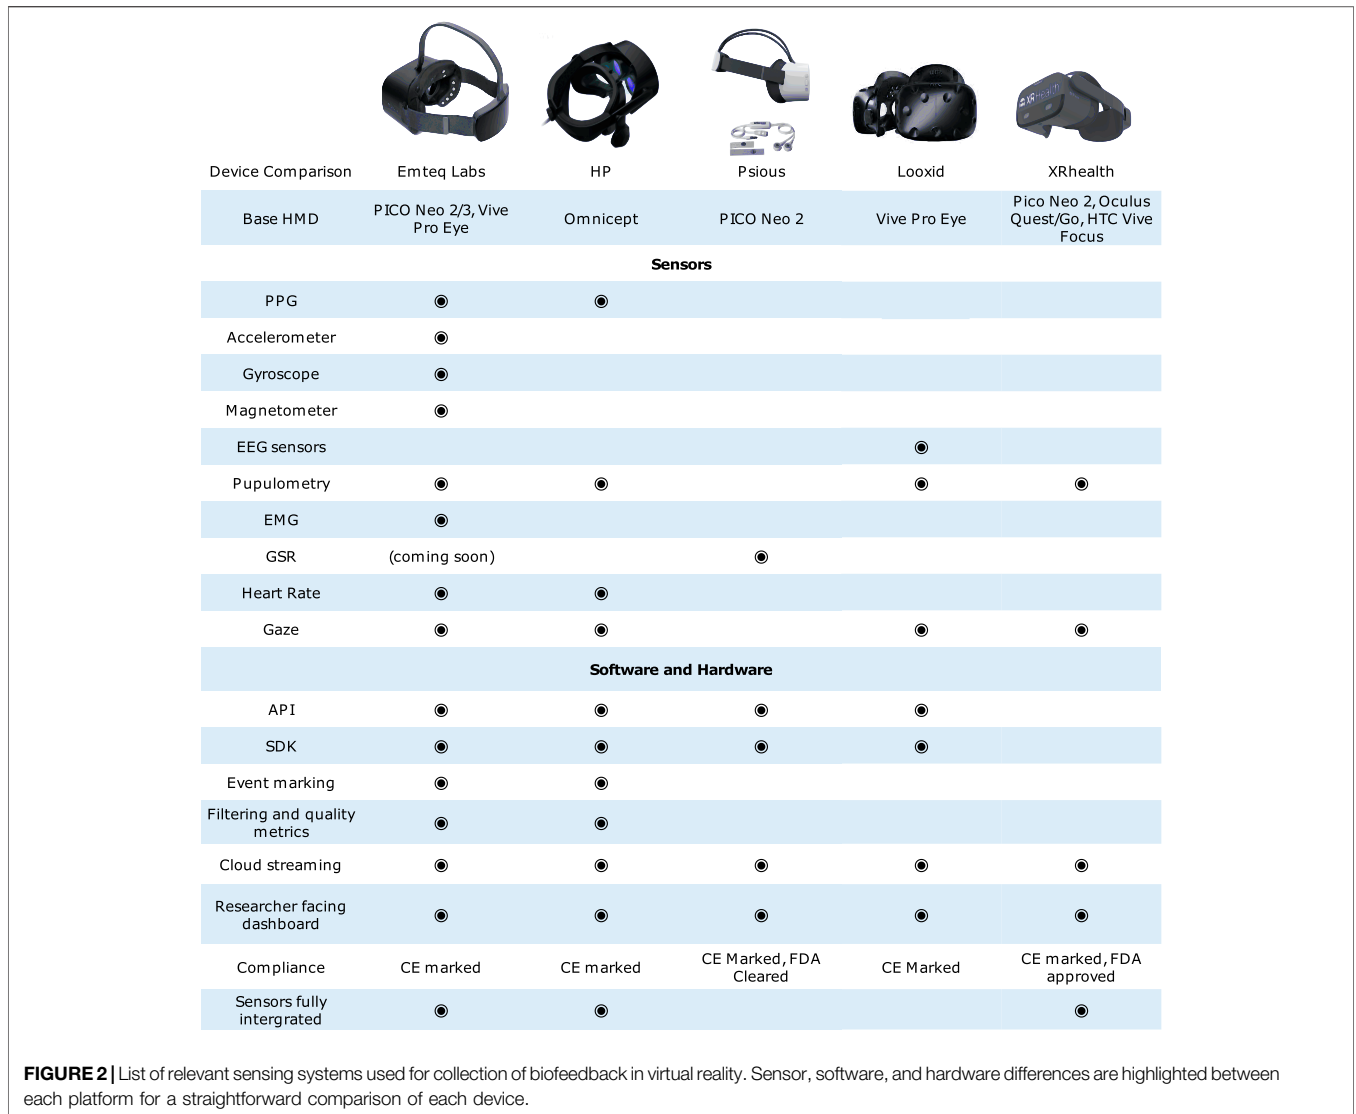 XRHealth
Device Comparison Emteq Labs HP Psious Looxid XRhealth
Base HMD PICO Neo 2/3, Vive Pro Eye Omnicept PICO Neo 2 Vive Pro Eye Pico Neo 2, Oculus Quest/Go, HTC Vive Focus
Sensors
PPG ◉ ◉
Accelerometer ◉
Gyroscope ◉
Magnetometer ◉
EEG sensors ◉
Pupulometry ◉ ◉ ◉ ◉
EMG ◉
GSR (coming soon) ◉
Heart Rate ◉ ◉
Gaze ◉ ◉ ◉ ◉
Software and Hardware
API ◉ ◉ ◉ ◉
SDK ◉ ◉ ◉ ◉
Event marking ◉ ◉
Filtering and quality metrics ◉ ◉
Cloud streaming ◉ ◉ ◉ ◉ ◉
Researcher facing dashboard ◉ ◉ ◉ ◉ ◉
Compliance CE marked CE marked CE Marked, FDA Cleared CE Marked CE marked, FDA approved
Sensors fully intergrated ◉ ◉ ◉
FIGURE 2 | List of relevant sensing systems used for collection of biofeedback in virtual reality. Sensor, software, and hardware differences are highlighted between
each platform for a straightforward comparison of each device.